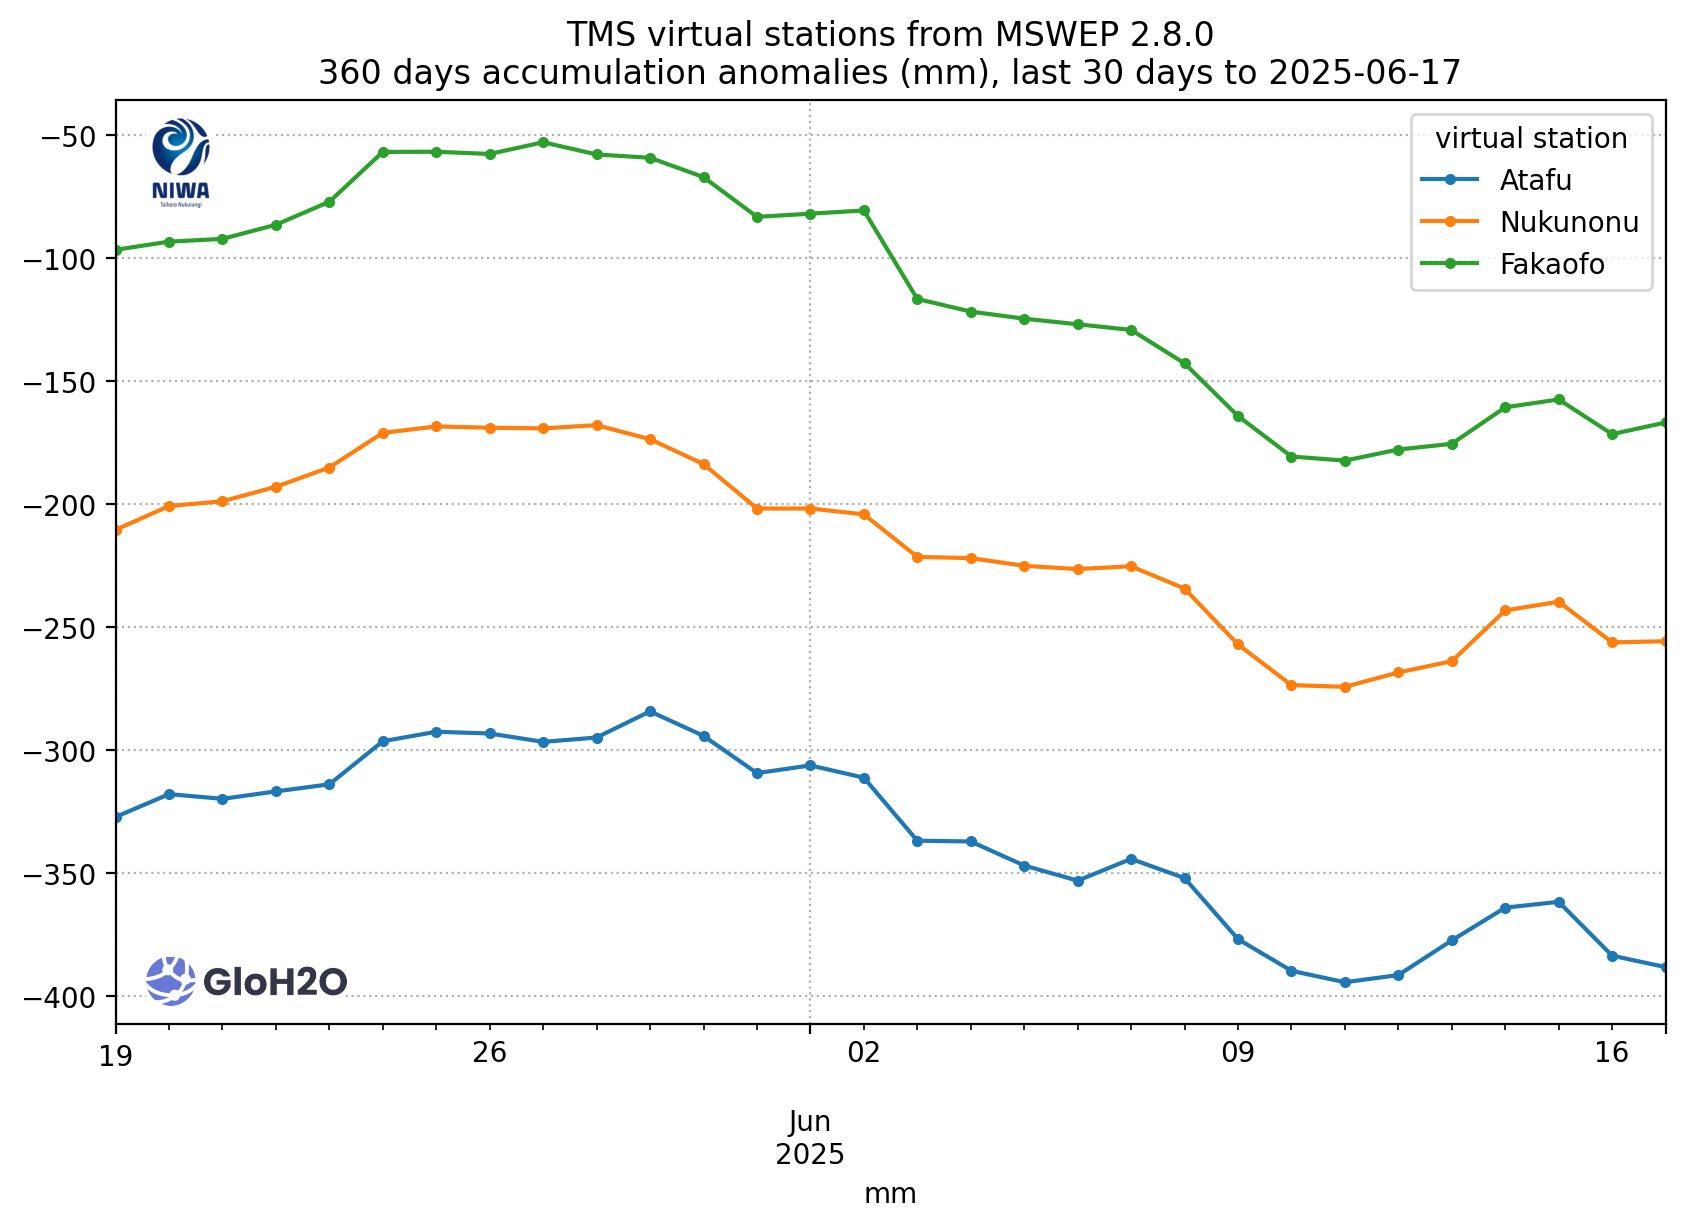 TMS virtual stations from MSWEP 2.8.0
360 days accumulation anomalies (mm), last 30 days to 2025-06-17
NIWA
Taihoro Nukurangi
virtual station
Atafu
Nukunonu
Fakaofo
−50
−100
−150
−200
−250
−300
−350
−400
GloH2O
19 26 02 09 16
Jun
2025
mm